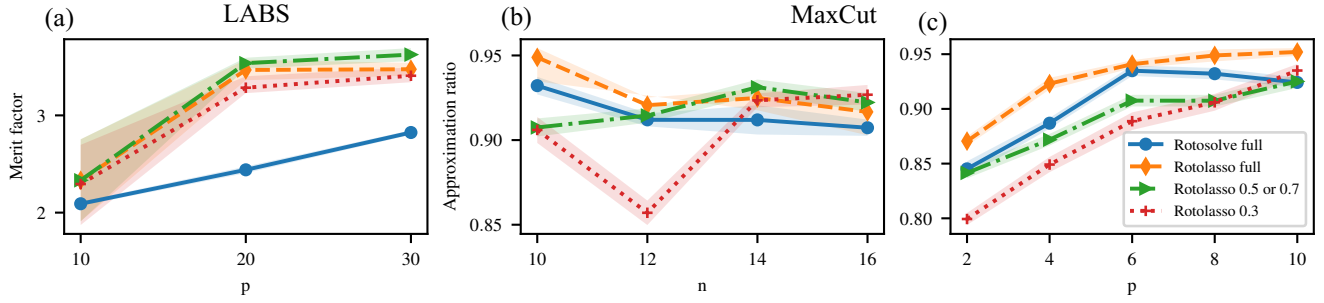 (a)
LABS
(b)
MaxCut
(c)
Merit factor
3
2
10
20
30
p
Approximation ratio
0.95
0.90
0.85
10
12
14
16
n
0.95
0.90
0.85
0.80
2
4
6
8
10
p
Rotosolve full
Rotolasso full
Rotolasso 0.5 or 0.7
Rotolasso 0.3